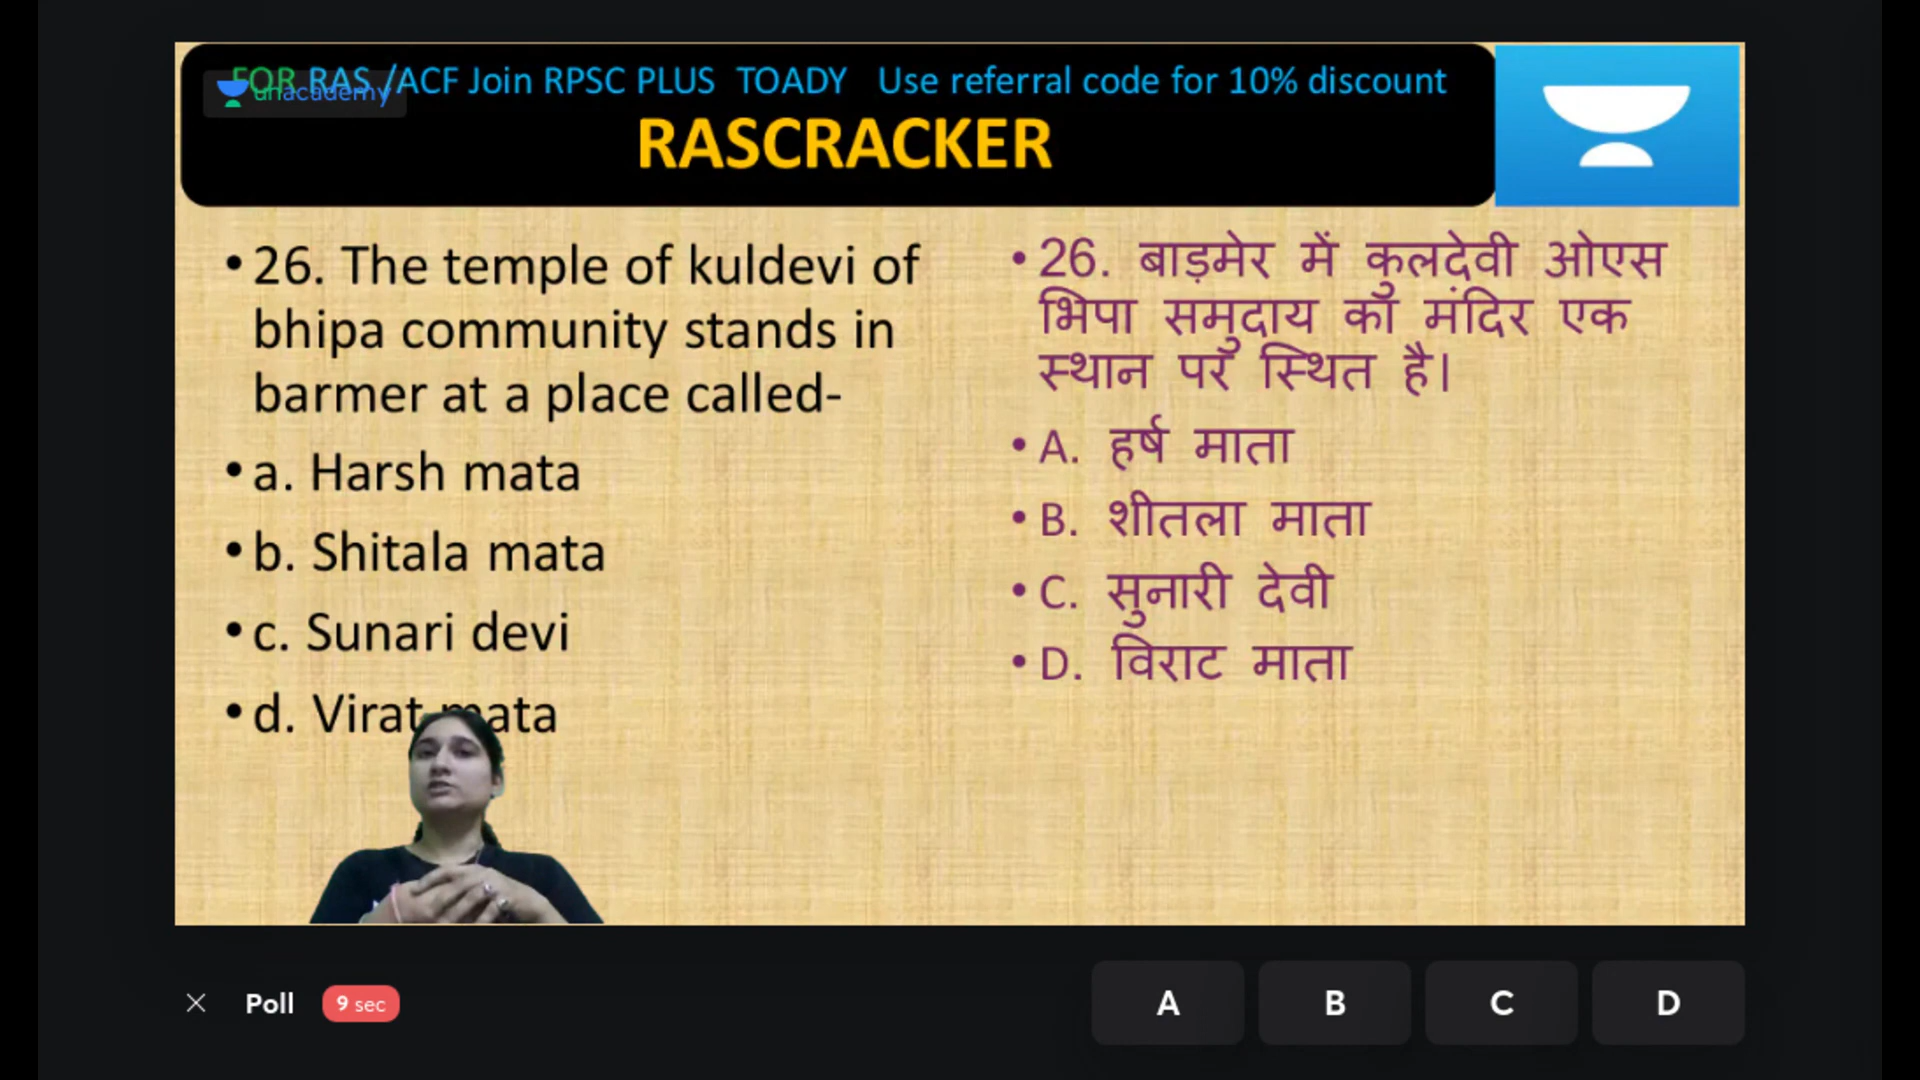 FOR RAS /ACF Join RPSC PLUS TOADY Use referral code for 10% discount
unacademy
RASCRACKER
• 26. The temple of kuldevi of
bhipa community stands in
barmer at a place called-
• a. Harsh mata
• b. Shitala mata
• c. Sunari devi
• d. Virat mata
• 26. बाड़मेर में कुलदेवी ओएस
भिपा समुदाय का मंदिर एक
स्थान पर स्थित है।
• A. हर्ष माता
• B. शीतला माता
• C. सुनारी देवी
• D. विराट माता
Poll 9 sec
A B C D